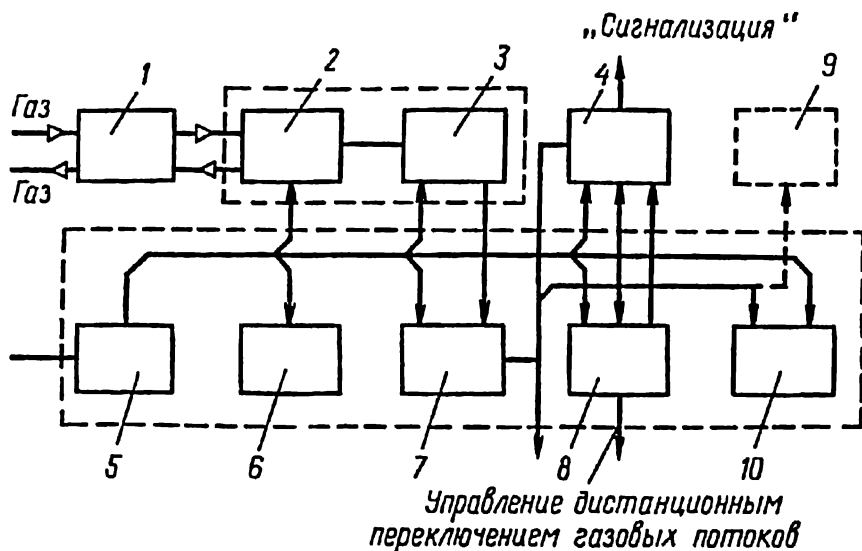 „Сигнализация“
1
2
3
4
9
Газ
Газ
5
6
7
8
10
Управление дистанционным
переключением газовых потоков